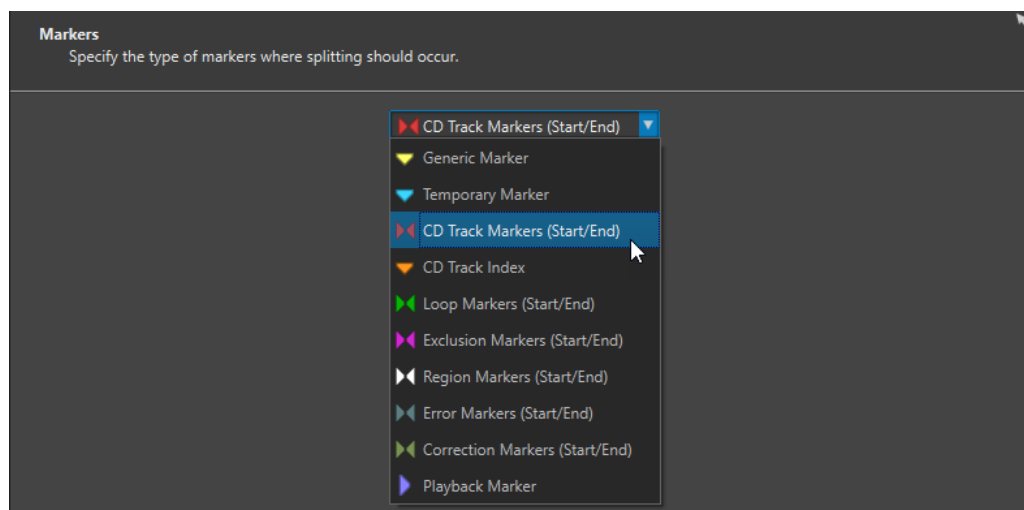 Markers
Specify the type of markers where splitting should occur.
CD Track Markers (Start/End)
Generic Marker
Temporary Marker
CD Track Markers (Start/End)
CD Track Index
Loop Markers (Start/End)
Exclusion Markers (Start/End)
Region Markers (Start/End)
Error Markers (Start/End)
Correction Markers (Start/End)
Playback Marker